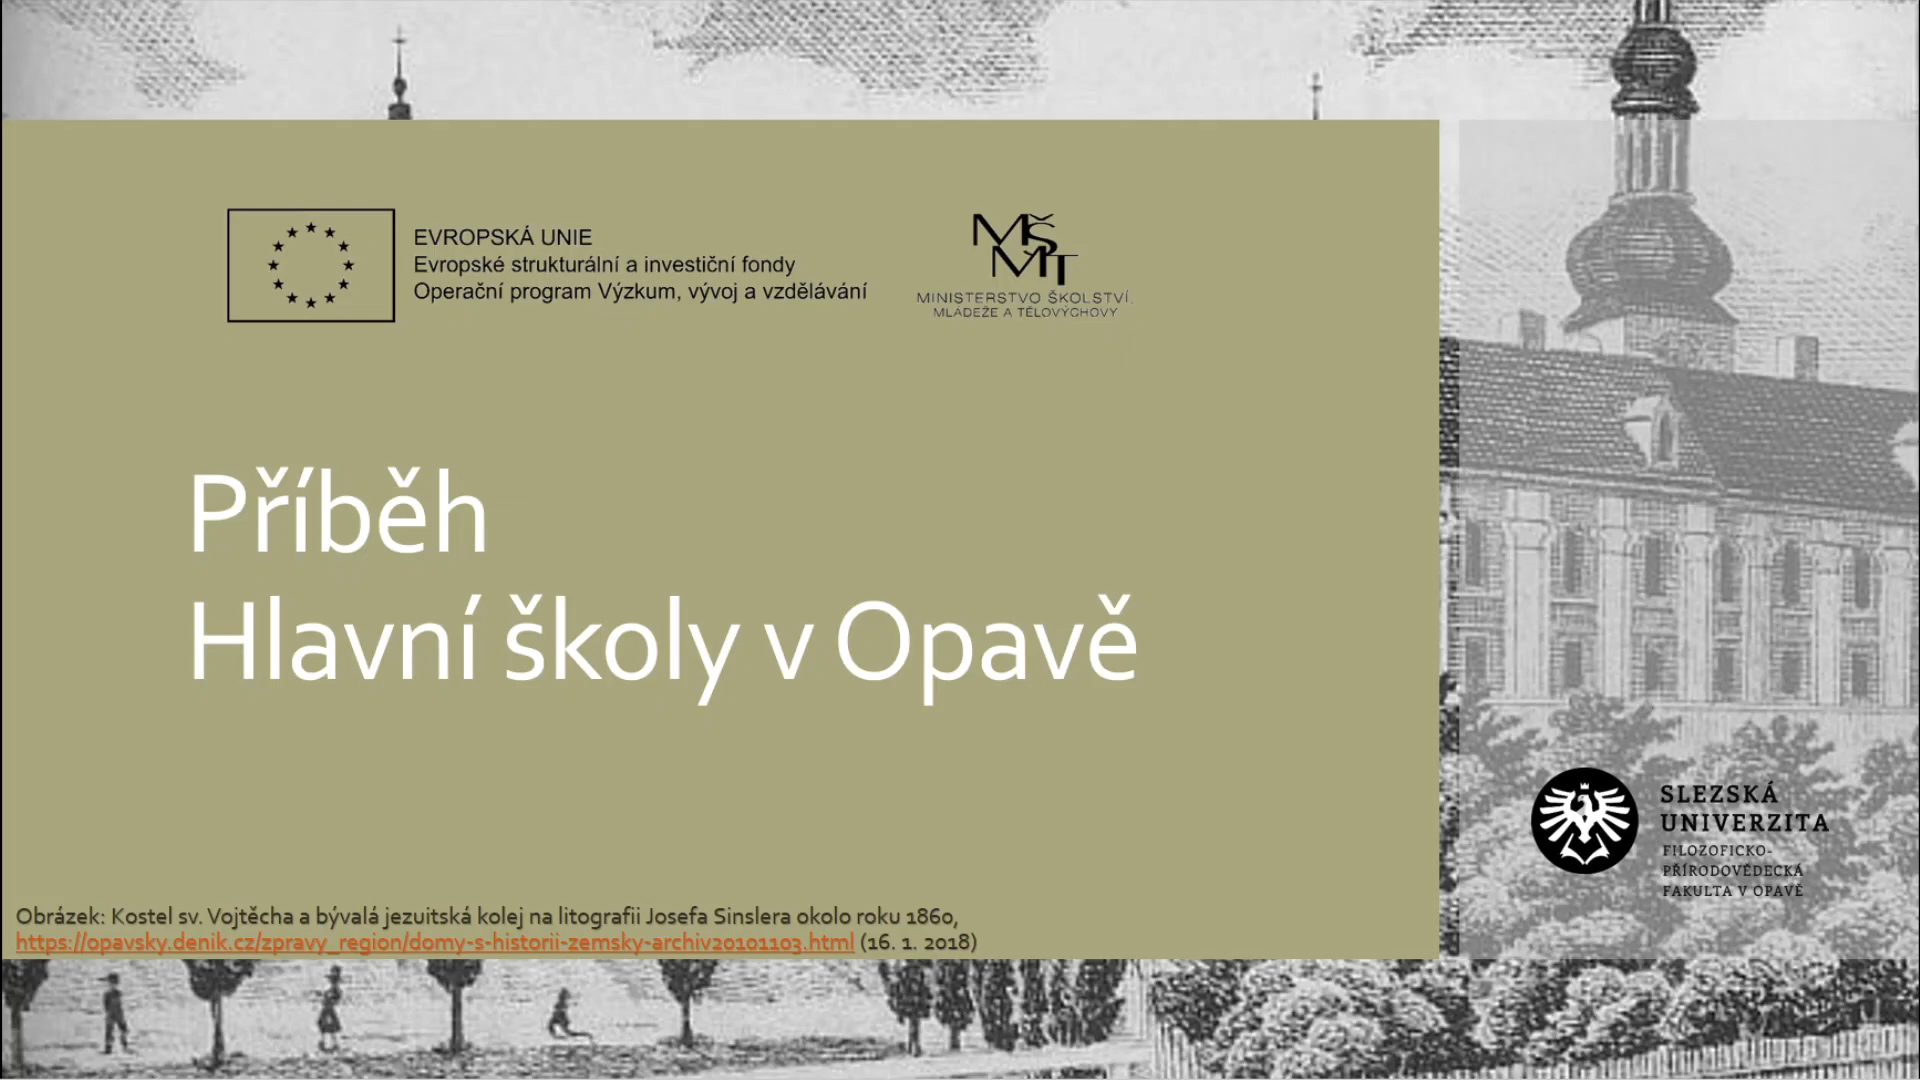 EVROPSKÁ UNIE
Evropské strukturální a investiční fondy
Operační program Výzkum, vývoj a vzdělávání
MŠMT
MINISTERSTVO ŠKOLSTVÍ,
MLÁDEŽE A TĚLOVÝCHOVY
Příběh
Hlavní školy v Opavě
SLEZSKÁ
UNIVERZITA
FILOZOFICKO-
PŘÍRODOVĚDECKÁ
FAKULTA V OPAVĚ
Obrázek: Kostel sv. Vojtěcha a bývalá jezuitská kolej na litografii Josefa Sinslera okolo roku 1860,
https://opavsky.denik.cz/zpravy_region/domy-s-historii-zemsky-archiv20101103.html (16. 1. 2018)